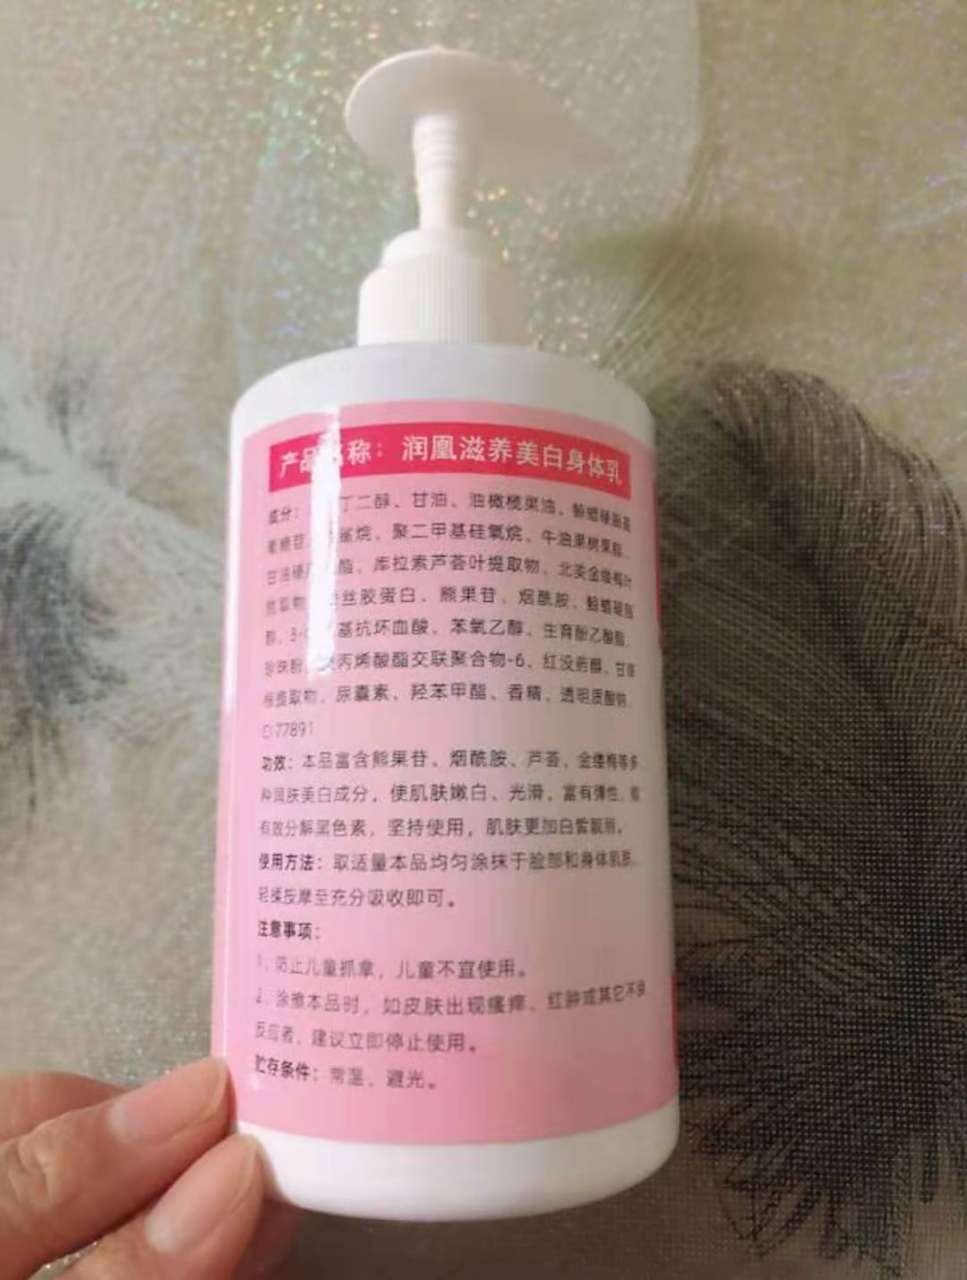 产品名称：润凰滋养美白身体乳
成分： 丁二醇、甘油、油橄榄果油、鲸蜡硬脂基
葡糖苷、 鲨烷、聚二甲基硅氧烷、牛油果树果脂、
甘油硬脂 酯、库拉索芦荟叶提取物、北美金缕梅叶
提取物、 丝胶蛋白、熊果苷、烟酰胺、鲸蜡硬脂
醇、3-o- 基抗坏血酸、苯氧乙醇、生育酚乙酸酯、
珍珠粉、 丙烯酸酯交联聚合物-6、红没药醇、甘草
根提取物、尿囊素、羟苯甲酯、香精、透明质酸钠、
CI 77891
功效：本品富含熊果苷、烟酰胺、芦荟、金缕梅等多
种润肤美白成分，使肌肤嫩白、光滑，富有弹性，能
有效分解黑色素，坚持使用，肌肤更加白皙靓丽。
使用方法：取适量本品均匀涂抹于脸部和身体肌肤，
轻揉按摩至充分吸收即可。
注意事项：
1、防止儿童抓拿，儿童不宜使用。
2、涂擦本品时，如皮肤出现瘙痒、红肿或其它不良
反应者，建议立即停止使用。
贮存条件：常温、避光。